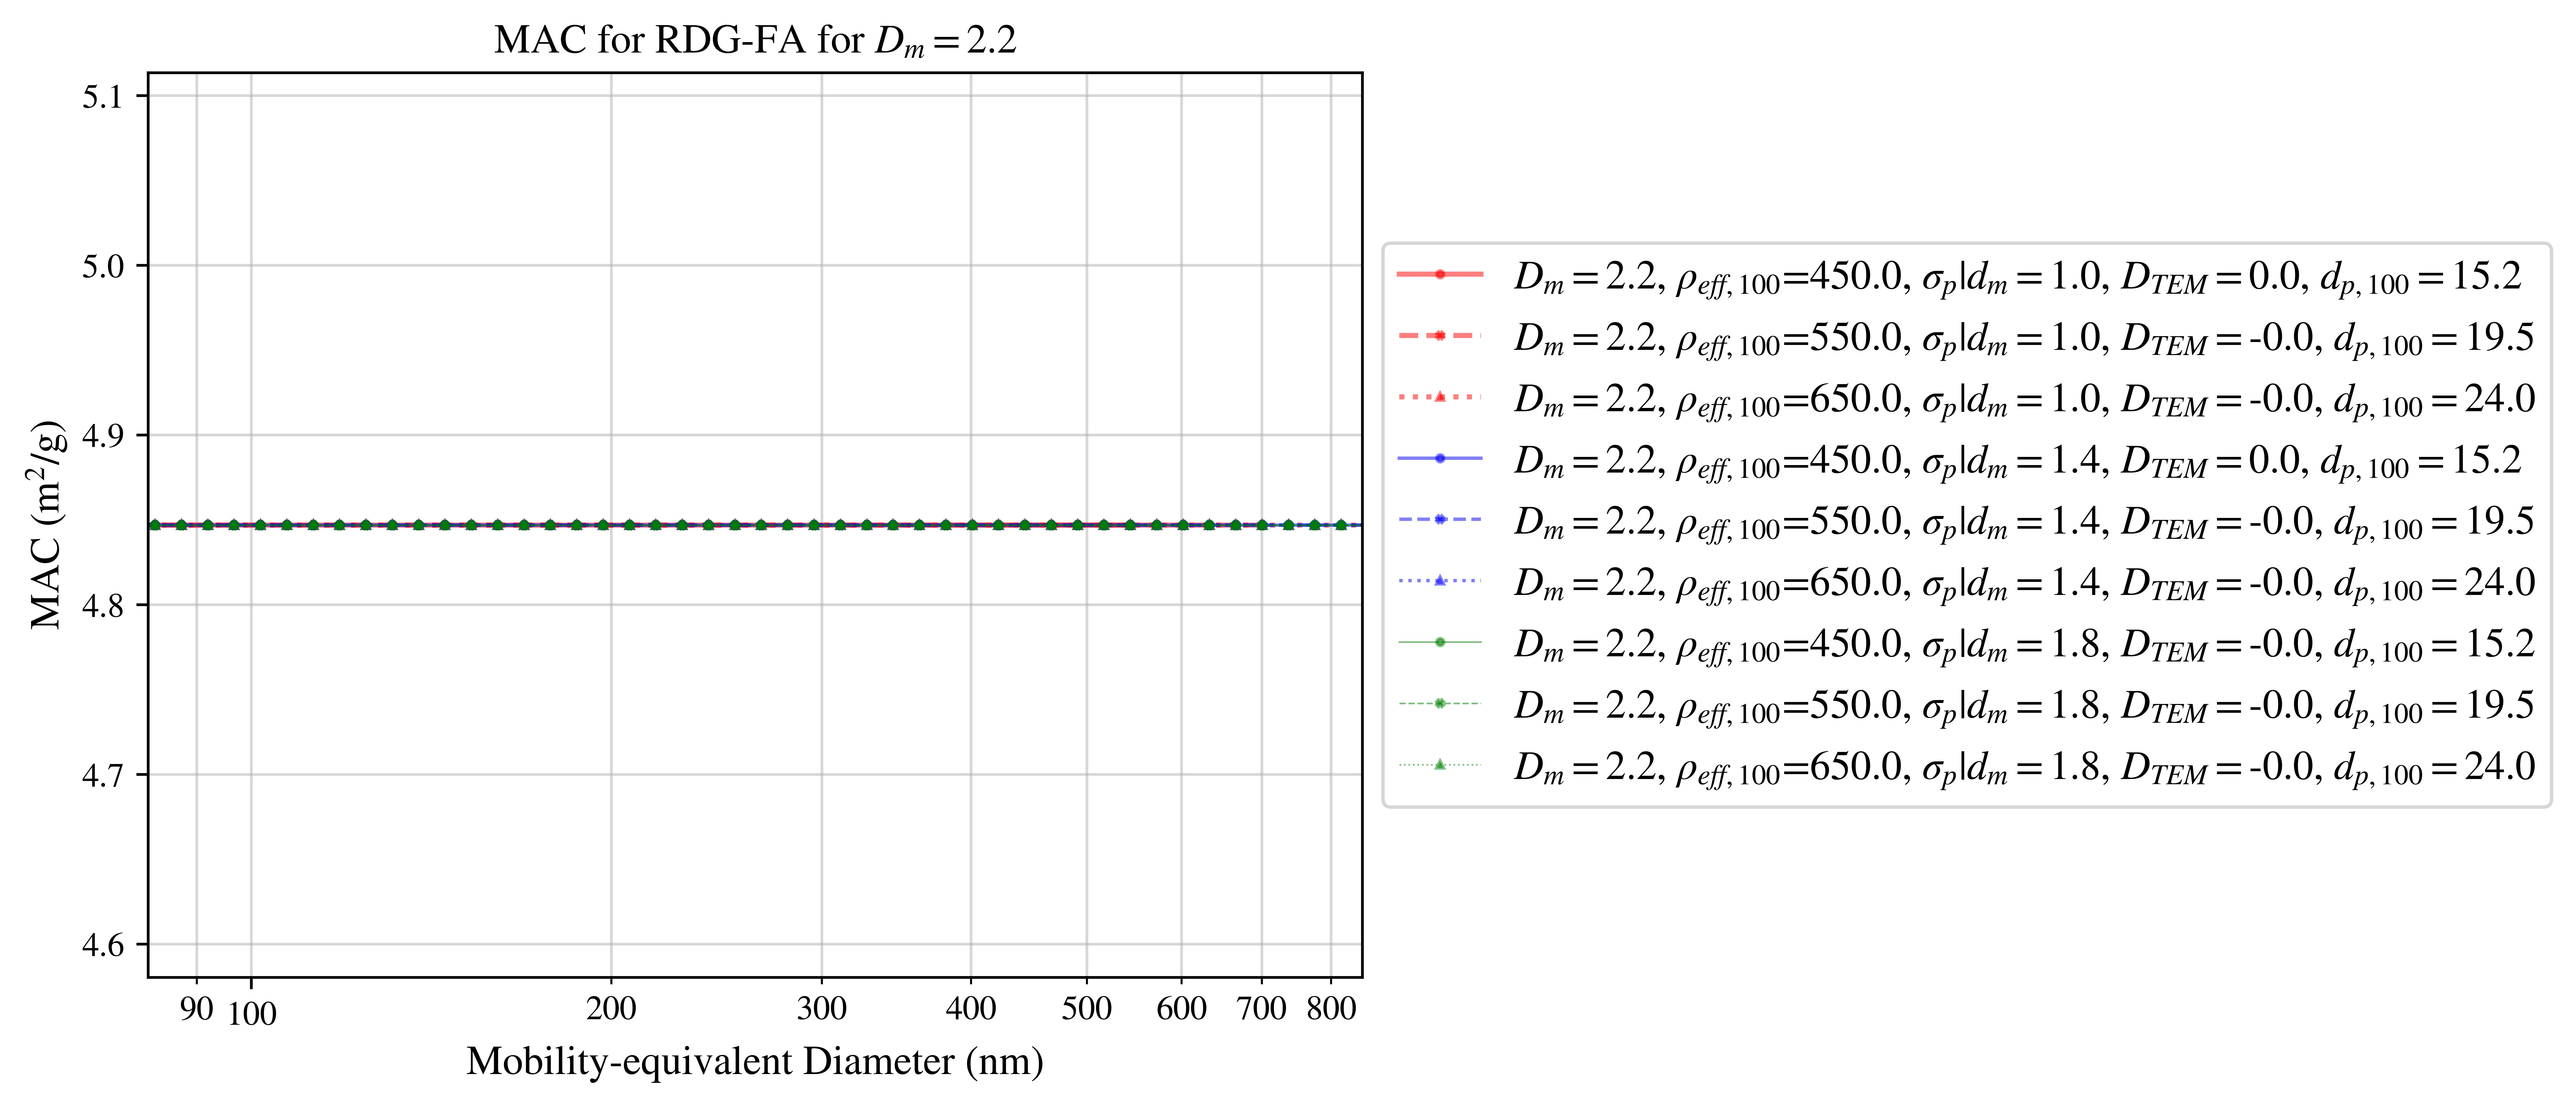 MAC for RDG-FA for Dₘ = 2.2
5.1
5.0
4.9
4.8
4.7
4.6
MAC (m²/g)
90 100 200 300 400 500 600 700 800
Mobility-equivalent Diameter (nm)
D_m = 2.2, ρ_eff,100=450.0, σ_p|d_m = 1.0, D_TEM = 0.0, d_p,100 = 15.2
D_m = 2.2, ρ_eff,100=550.0, σ_p|d_m = 1.0, D_TEM = -0.0, d_p,100 = 19.5
D_m = 2.2, ρ_eff,100=650.0, σ_p|d_m = 1.0, D_TEM = -0.0, d_p,100 = 24.0
D_m = 2.2, ρ_eff,100=450.0, σ_p|d_m = 1.4, D_TEM = 0.0, d_p,100 = 15.2
D_m = 2.2, ρ_eff,100=550.0, σ_p|d_m = 1.4, D_TEM = -0.0, d_p,100 = 19.5
D_m = 2.2, ρ_eff,100=650.0, σ_p|d_m = 1.4, D_TEM = -0.0, d_p,100 = 24.0
D_m = 2.2, ρ_eff,100=450.0, σ_p|d_m = 1.8, D_TEM = -0.0, d_p,100 = 15.2
D_m = 2.2, ρ_eff,100=550.0, σ_p|d_m = 1.8, D_TEM = -0.0, d_p,100 = 19.5
D_m = 2.2, ρ_eff,100=650.0, σ_p|d_m = 1.8, D_TEM = -0.0, d_p,100 = 24.0